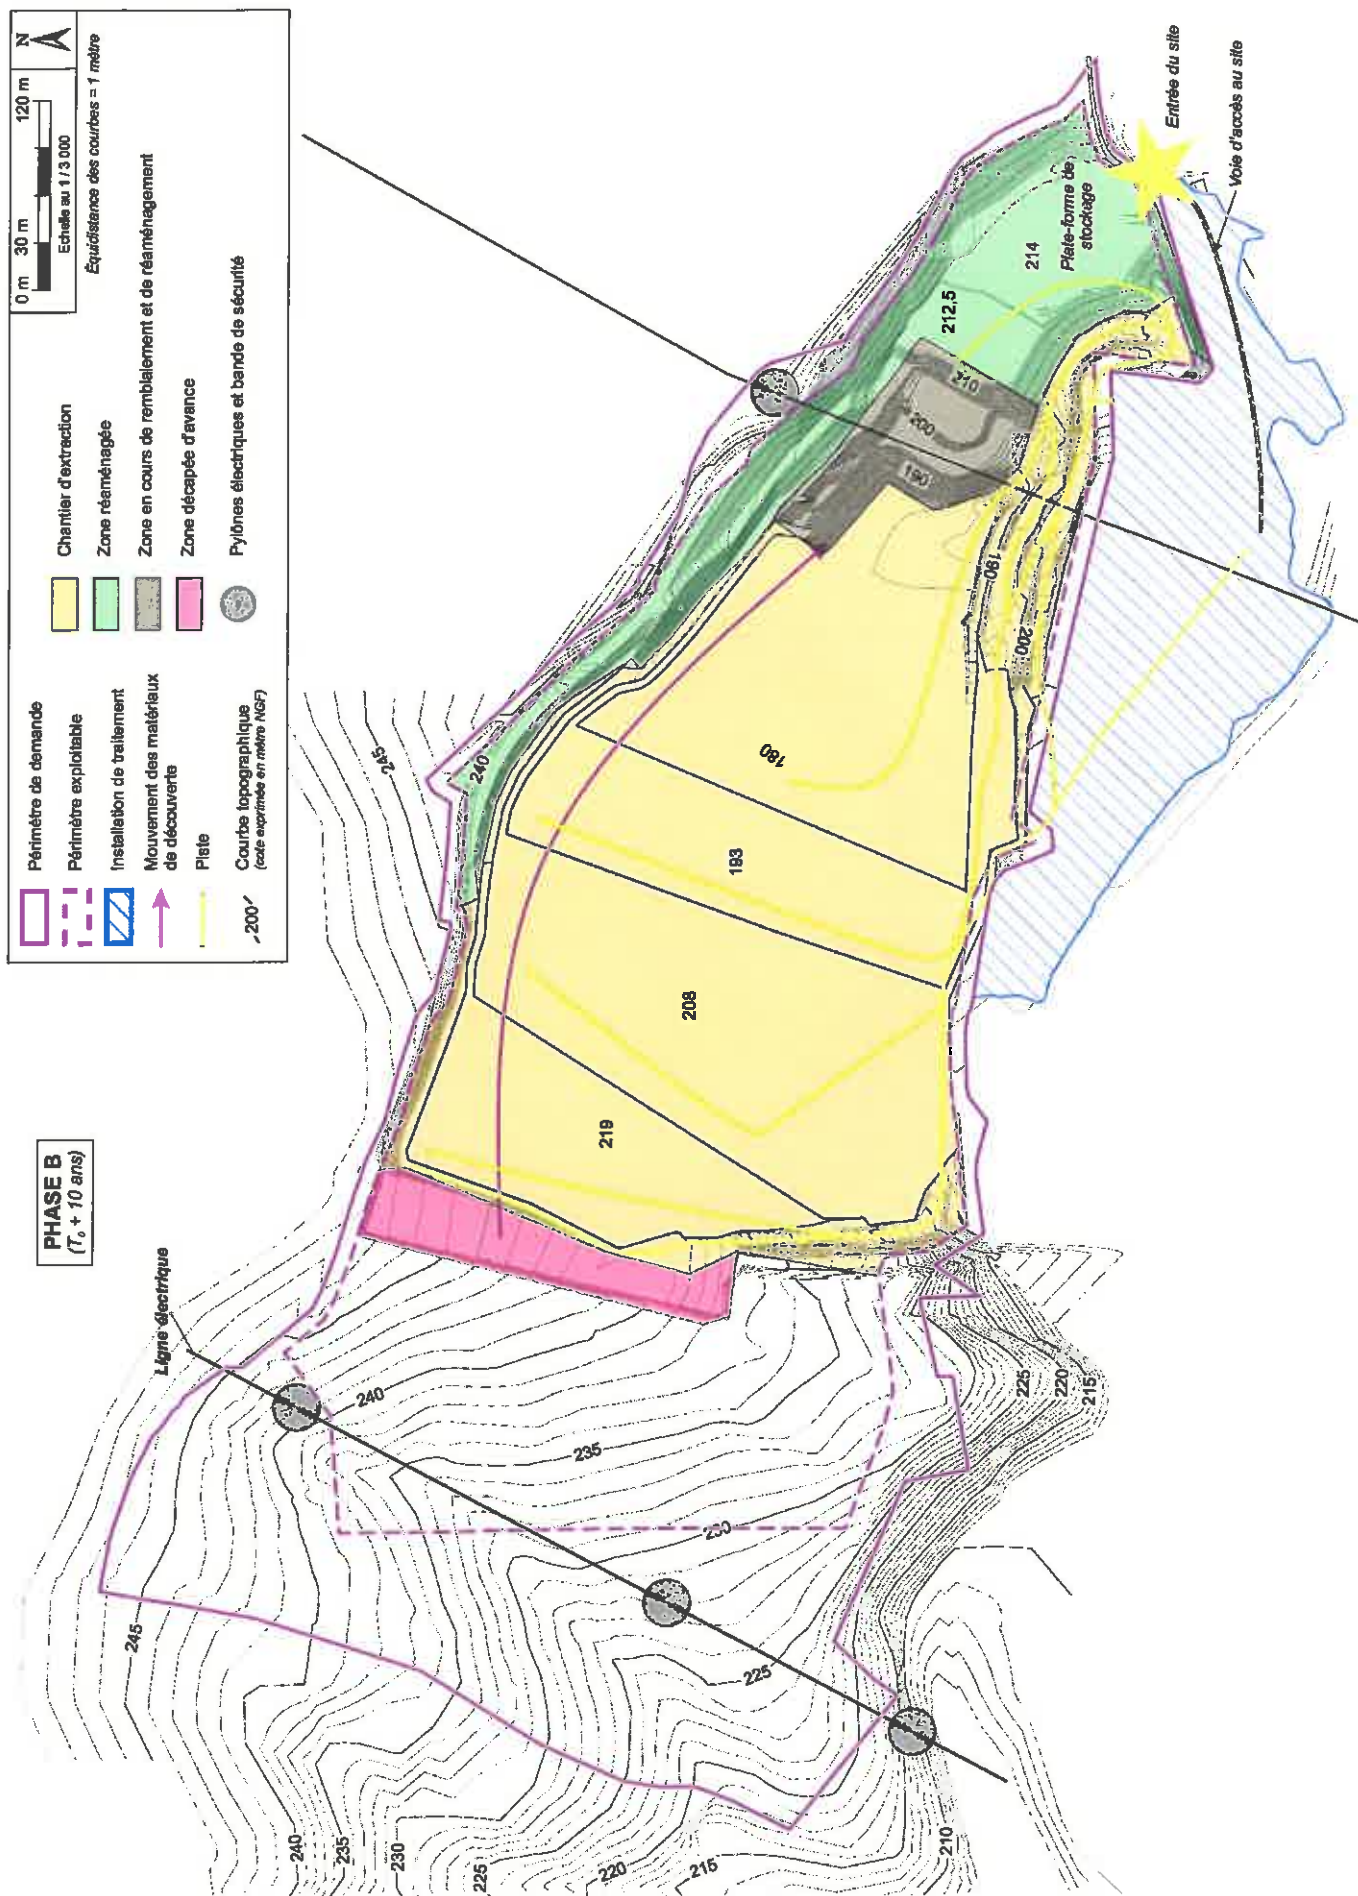 PHASE B
(T₀ + 10 ans)
Périmètre de demande
Périmètre exploitable
Installation de traitement
Mouvement des matériaux
de découverte
Piste
200
Courbe topographique
(cote exprimée en mètre NGF)
Chantier d'extraction
Zone réaménagée
Zone en cours de remblaiement et de réaménagement
Zone décapée d'avance
Pylônes électriques et bande de sécurité
0 m
30 m
120 m
Echelle au 1 / 3 000
Équidistance des courbes = 1 mètre
N
Ligne électrique
245
240
235
230
225
220
215
210
240
235
230
225
225
220
215
219
208
193
180
240
245
190
200
190
200
210
212,5
214
Plate-forme de
stockage
Entrée du site
Voie d'accès au site